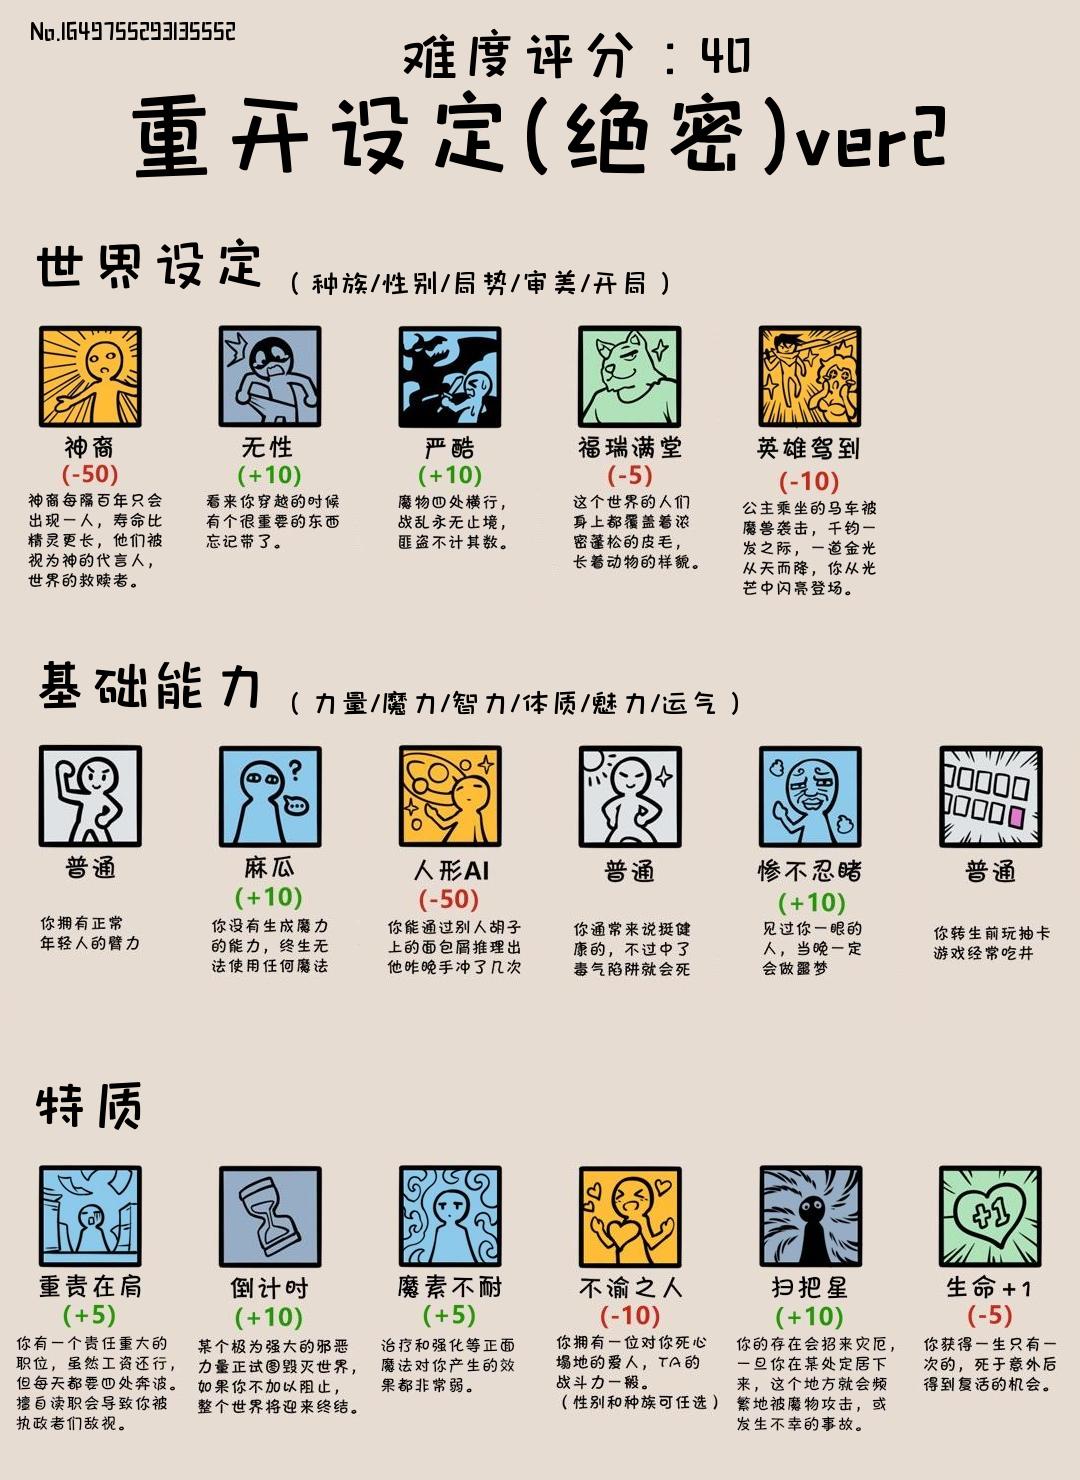 No.1649755293135552
难度评分：40
重开设定(绝密)ver2
世界设定 （种族/性别/局势/审美/开局）
神裔
(-50)
神裔每隔百年只会
出现一人，寿命比
精灵更长，他们被
视为神的代言人，
世界的救赎者。
无性
(+10)
看来你穿越的时候
有个很重要的东西
忘记带了。
严酷
(+10)
魔物四处横行，
战乱永无止境，
匪盗不计其数。
福瑞满堂
(-5)
这个世界的人们
身上都覆盖着浓
密蓬松的皮毛，
长着动物的样貌。
英雄驾到
(-10)
公主乘坐的马车被
魔兽袭击，千钧一
发之际，一道金光
从天而降，你从光
芒中闪亮登场。
基础能力 （力量/魔力/智力/体质/魅力/运气）
普通
你拥有正常
年轻人的臂力
?
麻瓜
(+10)
你没有生成魔力
的能力，终生无
法使用任何魔法
人形AI
(-50)
你能通过别人胡子
上的面包屑推理出
他昨晚手冲了几次
普通
你通常来说挺健
康的，不过中了
毒气陷阱就会死
惨不忍睹
(+10)
见过你一眼的
人，当晚一定
会做噩梦
普通
你转生前玩抽卡
游戏经常吃井
特质
重责在肩
(+5)
你有一个责任重大的
职位，虽然工资还行，
但每天都要四处奔波。
擅自渎职会导致你被
执政者们敌视。
倒计时
(+10)
某个极为强大的邪恶
力量正试图毁灭世界，
如果你不加以阻止，
整个世界将迎来终结。
魔素不耐
(+5)
治疗和强化等正面
魔法对你产生的效
果都非常弱。
不渝之人
(-10)
你拥有一位对你死心
塌地的爱人，TA的
战斗力一般。
（性别和种族可任选）
扫把星
(+10)
你的存在会招来灾厄，
一旦你在某处定居下
来，这个地方就会频
繁地被魔物攻击，或
发生不幸的事故。
+1
生命+1
(-5)
你获得一生只有一
次的，死于意外后
得到复活的机会。